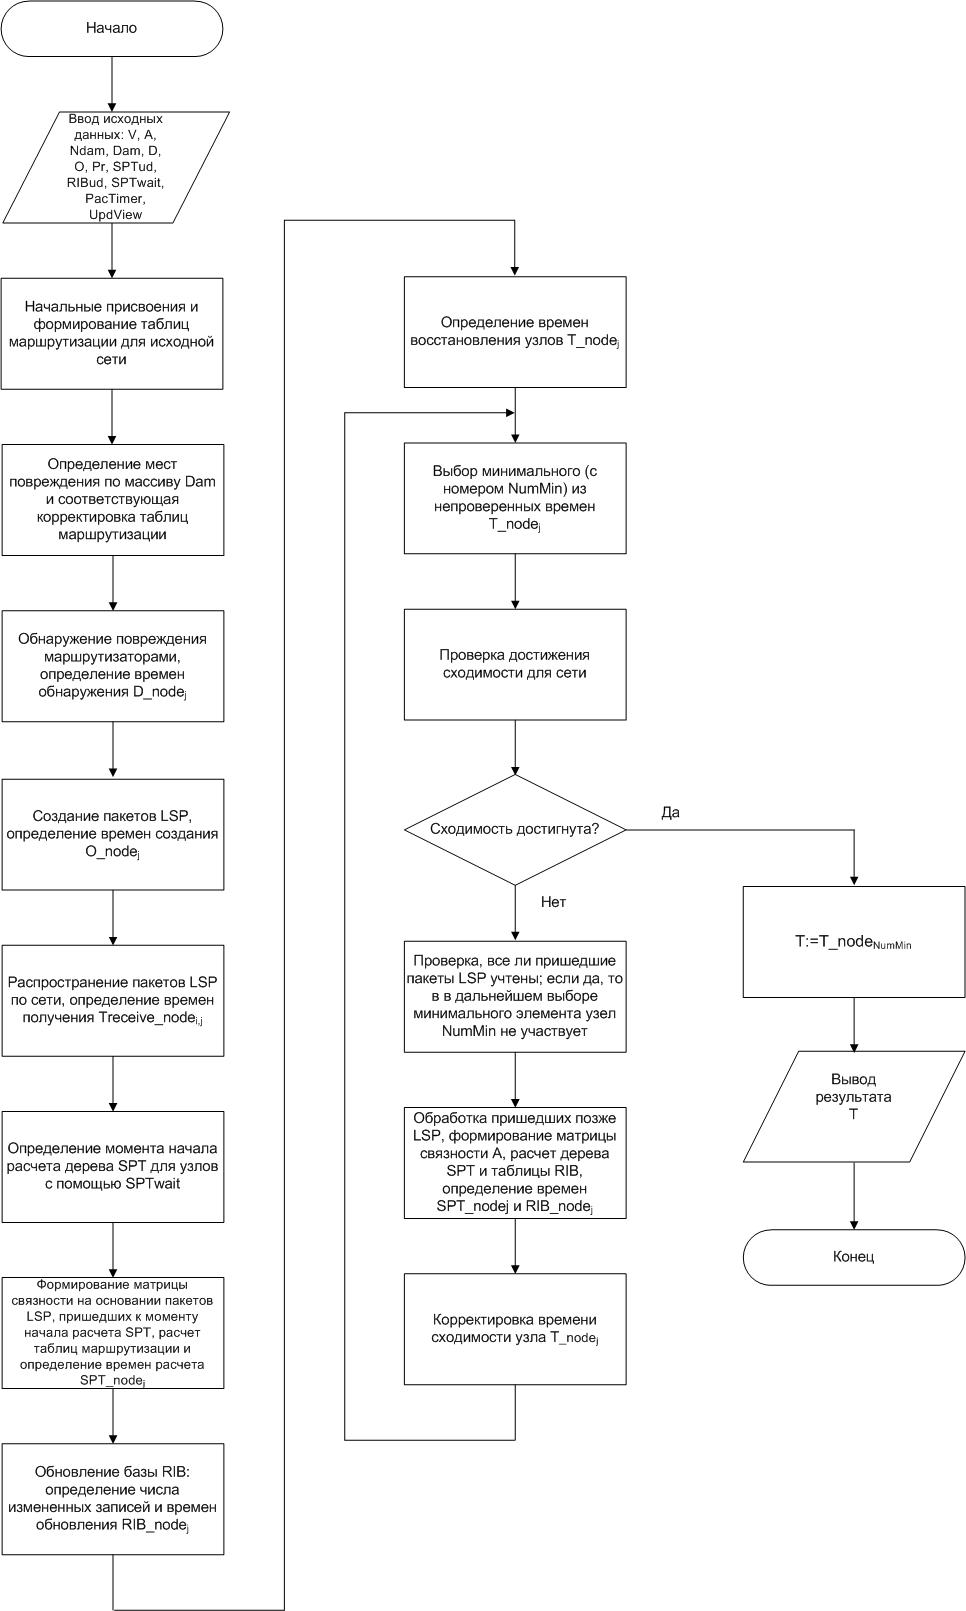 Начало
Ввод исходных
данных: V, A,
Ndam, Dam, D,
O, Pr, SPTud,
RIBud, SPTwait,
PacTimer,
UpdView
Начальные присвоения и
формирование таблиц
маршрутизации для исходной
сети
Определение мест
повреждения по массиву Dam
и соответствующая
корректировка таблиц
маршрутизации
Обнаружение повреждения
маршрутизаторами,
определение времен
обнаружения D_nodej
Создание пакетов LSP,
определение времен создания
O_nodej
Распространение пакетов LSP
по сети, определение времен
получения Treceive_nodei,j
Определение момента начала
расчета дерева SPT для узлов
с помощью SPTwait
Формирование матрицы
связности на основании пакетов
LSP, пришедших к моменту
начала расчета SPT, расчет
таблиц маршрутизации и
определение времен расчета
SPT_nodej
Обновление базы RIB:
определение числа
измененных записей и времен
обновления RIB_nodej
Определение времен
восстановления узлов T_nodej
Выбор минимального (с
номером NumMin) из
непроверенных времен
T_nodej
Проверка достижения
сходимости для сети
Сходимость достигнута?
Да
Нет
Проверка, все ли пришедшие
пакеты LSP учтены; если да, то
в в дальнейшем выборе
минимального элемента узел
NumMin не участвует
Обработка пришедших позже
LSP, формирование матрицы
связности A, расчет дерева
SPT и таблицы RIB,
определение времен
SPT_nodej и RIB_nodej
Корректировка времени
сходимости узла T_nodej
T:=T_nodeNumMin
Вывод
результата
T
Конец